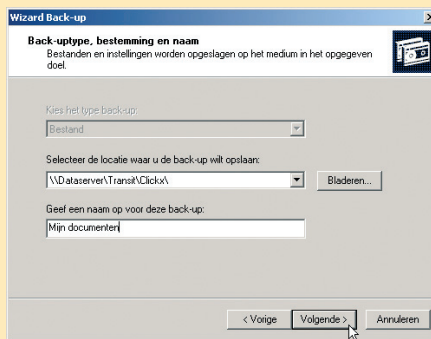 Wizard Back-up
Back-uptype, bestemming en naam
Bestanden en instellingen worden opgeslagen op het medium in het opgegeven
doel.
Kies het type back-up:
Bestand
Selecteer de locatie waar u de back-up wilt opslaan:
\\Dataserver\Transit\Clickx\
Bladeren...
Geef een naam op voor deze back-up:
Mijn documenten
< Vorige
Volgende >
Annuleren